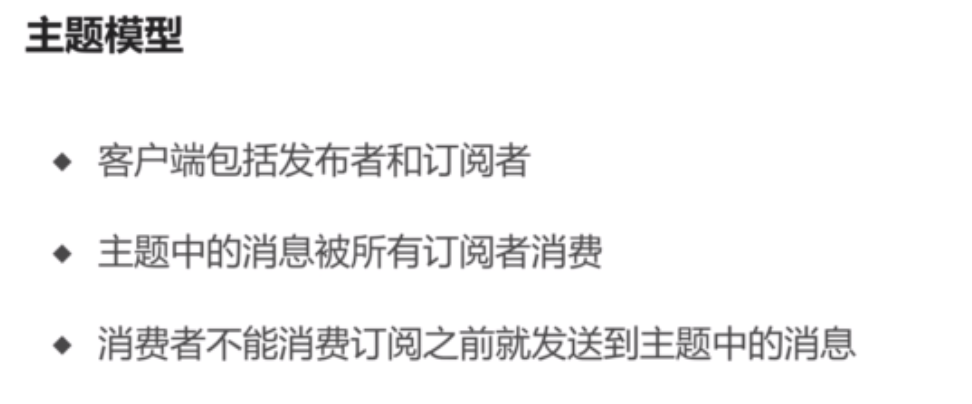 主题模型
◆ 客户端包括发布者和订阅者
◆ 主题中的消息被所有订阅者消费
◆ 消费者不能消费订阅之前就发送到主题中的消息